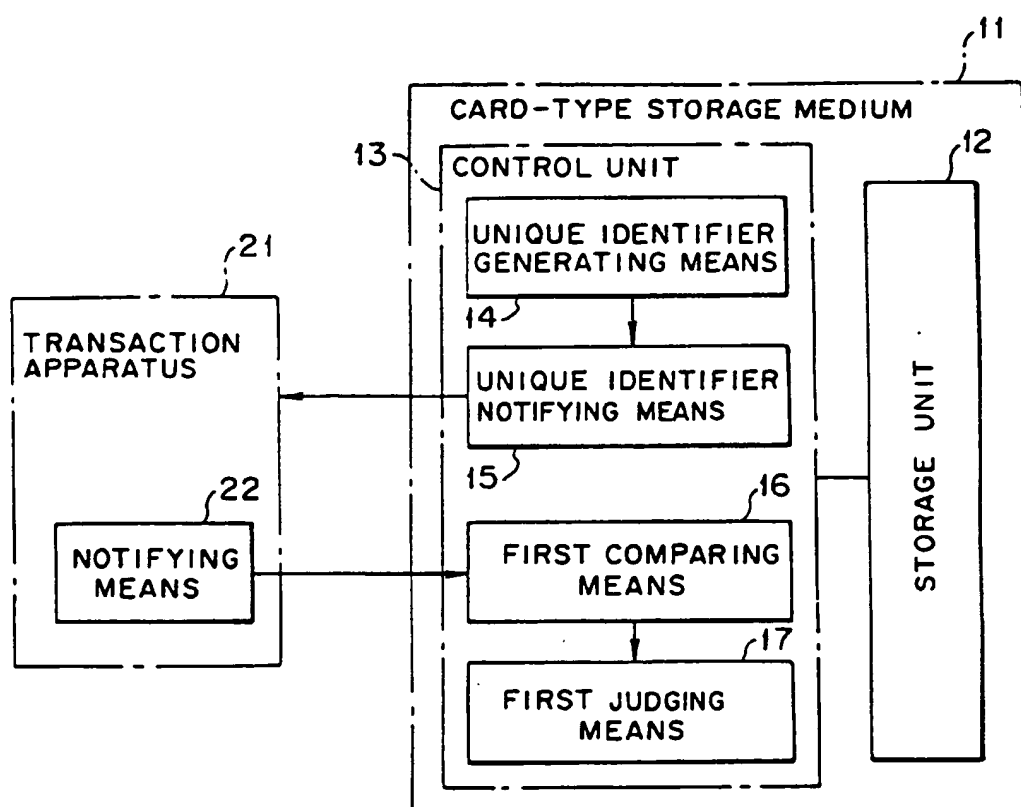 11
CARD-TYPE STORAGE MEDIUM
13
CONTROL UNIT
12
UNIQUE IDENTIFIER
GENERATING MEANS
14
21
TRANSACTION
APPARATUS
UNIQUE IDENTIFIER
NOTIFYING MEANS
15
22
NOTIFYING
MEANS
16
FIRST COMPARING
MEANS
17
FIRST JUDGING
MEANS
STORAGE UNIT